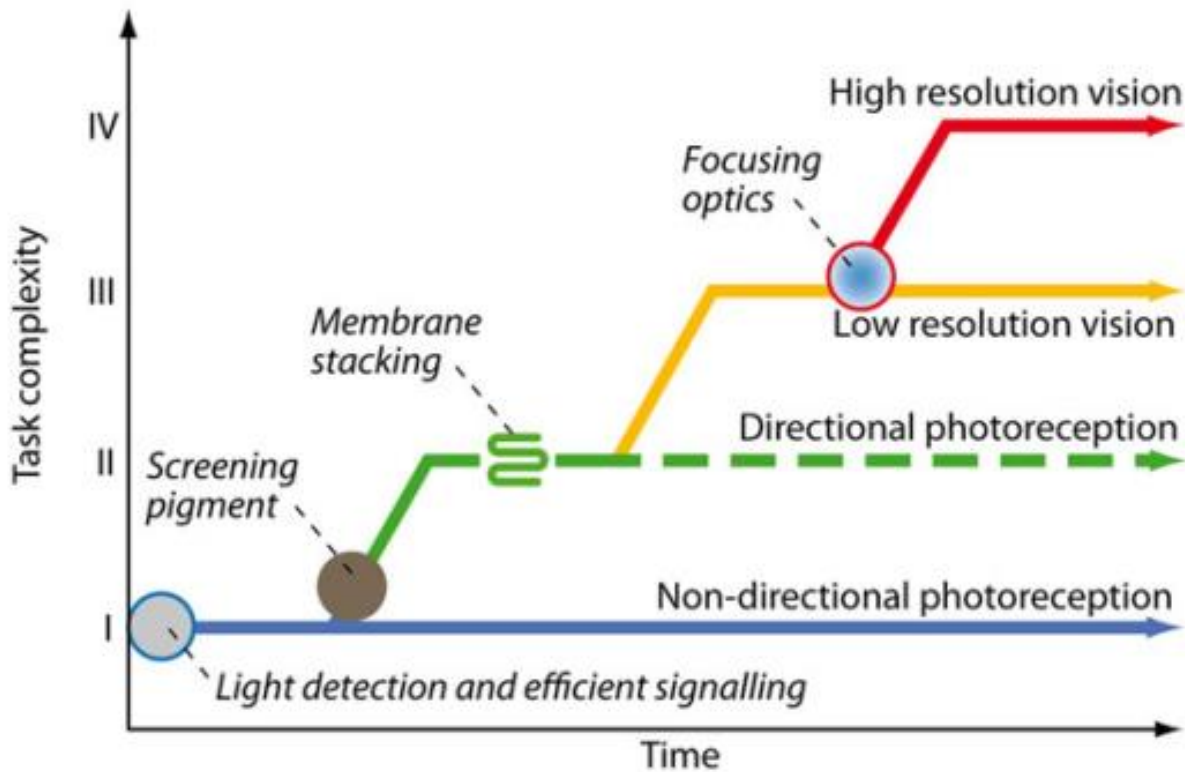 High resolution vision
IV
Focusing
optics
Task complexity
III
Low resolution vision
Membrane
stacking
Directional photoreception
II
Screening
pigment
Non-directional photoreception
I
Light detection and efficient signalling
Time